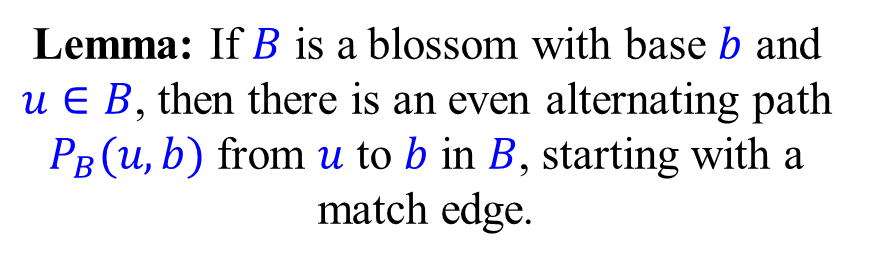 Lemma: If B is a blossom with base b and
u ∈ B, then there is an even alternating path
P_B(u, b) from u to b in B, starting with a
match edge.